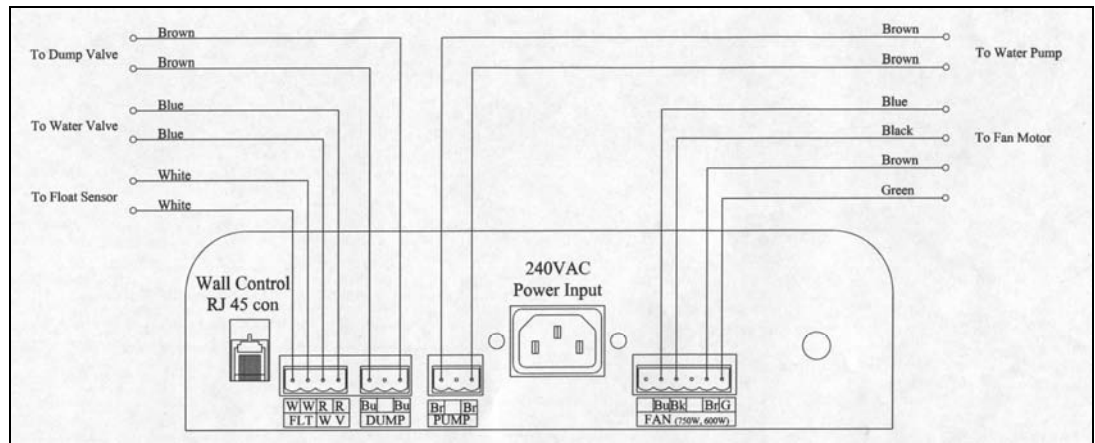 Brown
To Dump Valve
Brown
Blue
To Water Valve
Blue
White
To Float Sensor
White
Brown
To Water Pump
Brown
Blue
Black
To Fan Motor
Brown
Green
Wall Control
RJ 45 con
240VAC
Power Input
W W R R
FLT W V
Bu Bu
DUMP
Br Br
PUMP
Bu Bk Br G
FAN (750W, 600W)